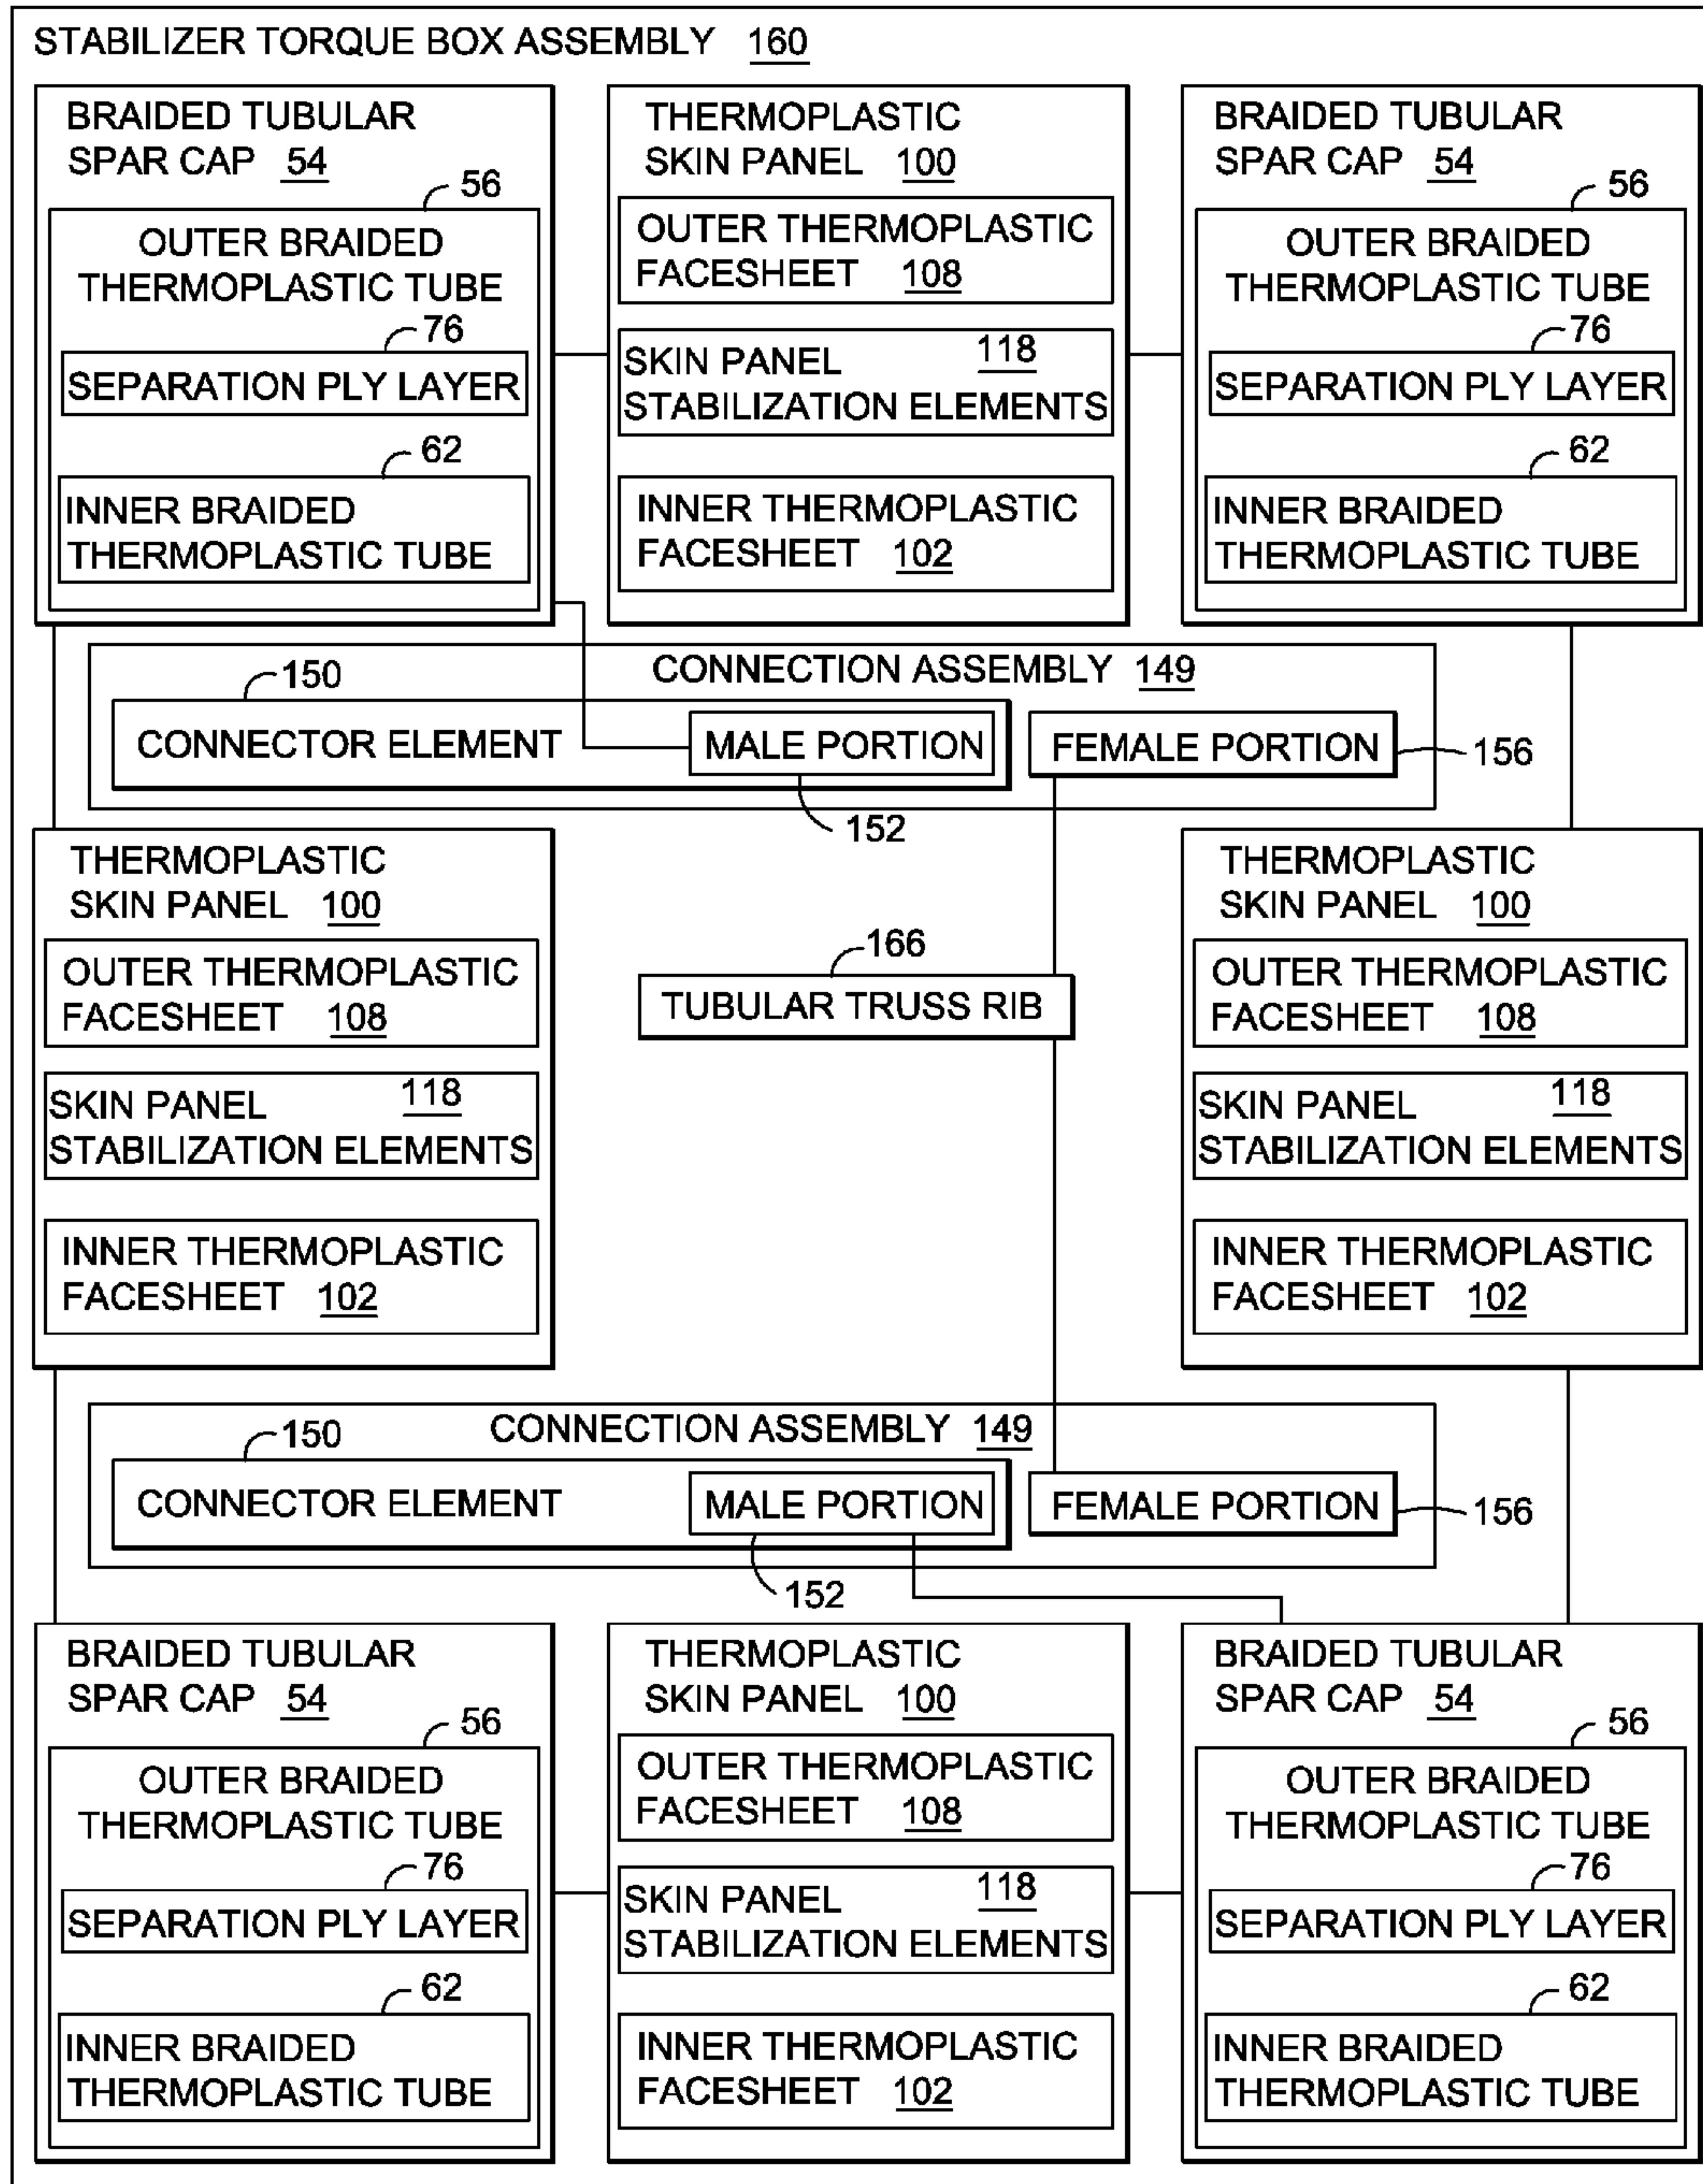 STABILIZER TORQUE BOX ASSEMBLY 160
BRAIDED TUBULAR
SPAR CAP 54
56
OUTER BRAIDED
THERMOPLASTIC TUBE
76
SEPARATION PLY LAYER
62
INNER BRAIDED
THERMOPLASTIC TUBE
THERMOPLASTIC
SKIN PANEL 100
OUTER THERMOPLASTIC
FACESHEET 108
SKIN PANEL 118
STABILIZATION ELEMENTS
INNER THERMOPLASTIC
FACESHEET 102
BRAIDED TUBULAR
SPAR CAP 54
56
OUTER BRAIDED
THERMOPLASTIC TUBE
76
SEPARATION PLY LAYER
62
INNER BRAIDED
THERMOPLASTIC TUBE
CONNECTION ASSEMBLY 149
150
CONNECTOR ELEMENT
MALE PORTION
FEMALE PORTION
156
152
THERMOPLASTIC
SKIN PANEL 100
OUTER THERMOPLASTIC
FACESHEET 108
SKIN PANEL 118
STABILIZATION ELEMENTS
INNER THERMOPLASTIC
FACESHEET 102
166
TUBULAR TRUSS RIB
THERMOPLASTIC
SKIN PANEL 100
OUTER THERMOPLASTIC
FACESHEET 108
SKIN PANEL 118
STABILIZATION ELEMENTS
INNER THERMOPLASTIC
FACESHEET 102
CONNECTION ASSEMBLY 149
150
CONNECTOR ELEMENT
MALE PORTION
FEMALE PORTION
156
152
BRAIDED TUBULAR
SPAR CAP 54
56
OUTER BRAIDED
THERMOPLASTIC TUBE
76
SEPARATION PLY LAYER
62
INNER BRAIDED
THERMOPLASTIC TUBE
THERMOPLASTIC
SKIN PANEL 100
OUTER THERMOPLASTIC
FACESHEET 108
SKIN PANEL 118
STABILIZATION ELEMENTS
INNER THERMOPLASTIC
FACESHEET 102
BRAIDED TUBULAR
SPAR CAP 54
56
OUTER BRAIDED
THERMOPLASTIC TUBE
76
SEPARATION PLY LAYER
62
INNER BRAIDED
THERMOPLASTIC TUBE